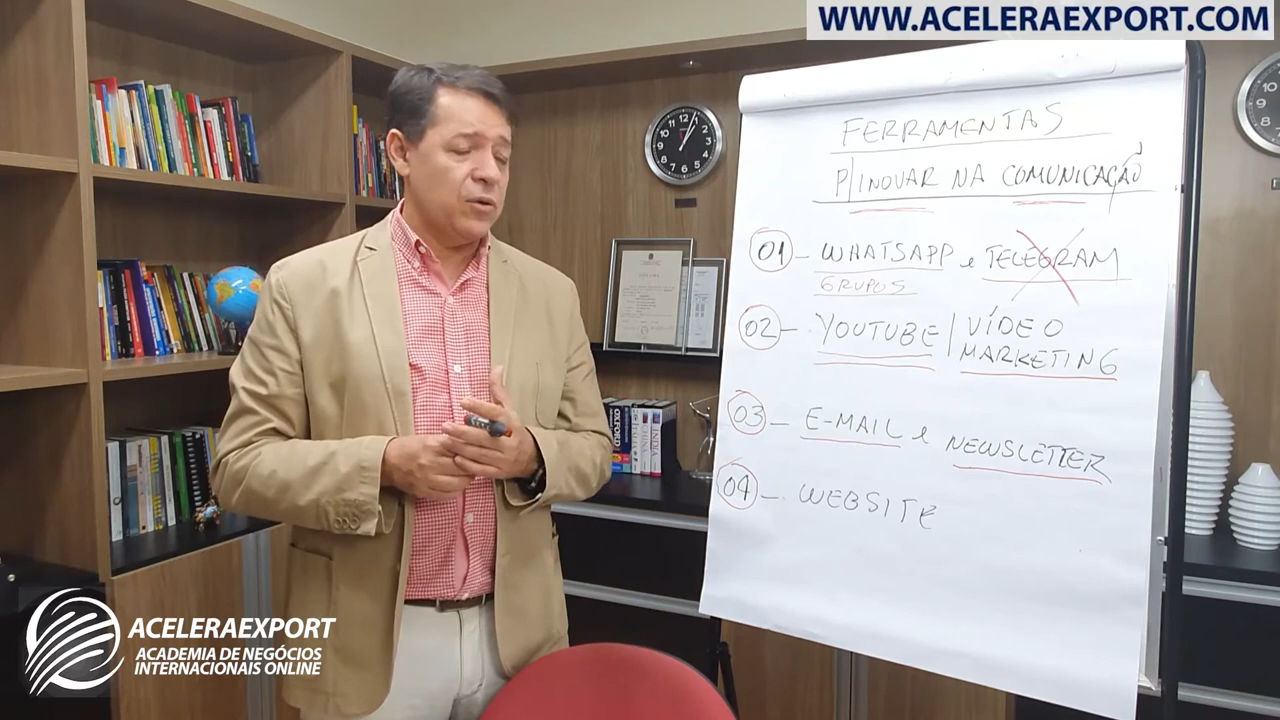 WWW.ACELERAEXPORT.COM
FERRAMENTAS
P/ INOVAR NA COMUNICAÇÃO
01 - WHATSAPP e TELEGRAM
GRUPOS
02 - YOUTUBE | VÍDEO
MARKETING
03 - E-MAIL e NEWSLETTER
04 - WEBSITE
OXFORD
ACELERAEXPORT
ACADEMIA DE NEGÓCIOS
INTERNACIONAIS ONLINE